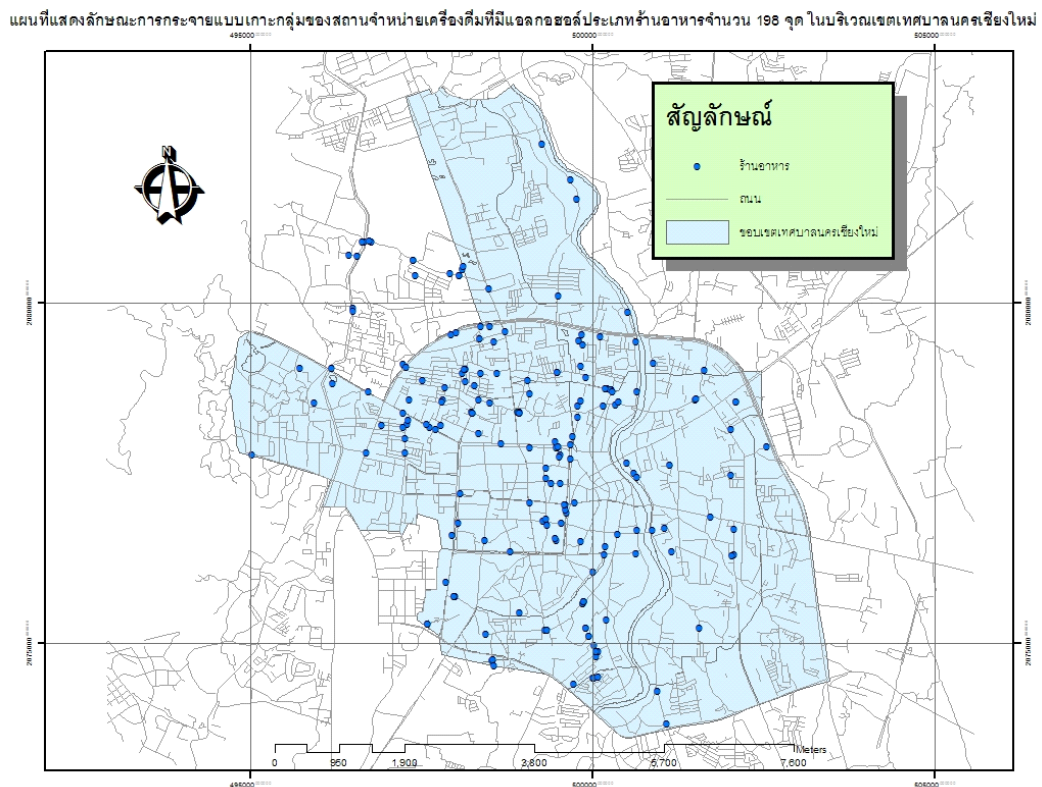 แผนที่แสดงลักษณะการกระจายแบบเกาะกลุ่มของสถานจำหน่ายเครื่องดื่มที่มีแอลกอฮอล์ประเภทร้านอาหารจำนวน 198 จุด ในบริเวณเขตเทศบาลนครเชียงใหม่
495000 500000 505000
N
สัญลักษณ์
ร้านอาหาร
ถนน
ขอบเขตเทศบาลนครเชียงใหม่
2075000 2075000
Meters
0 950 1,900 3,800 5,700 7,600
495000 500000 505000